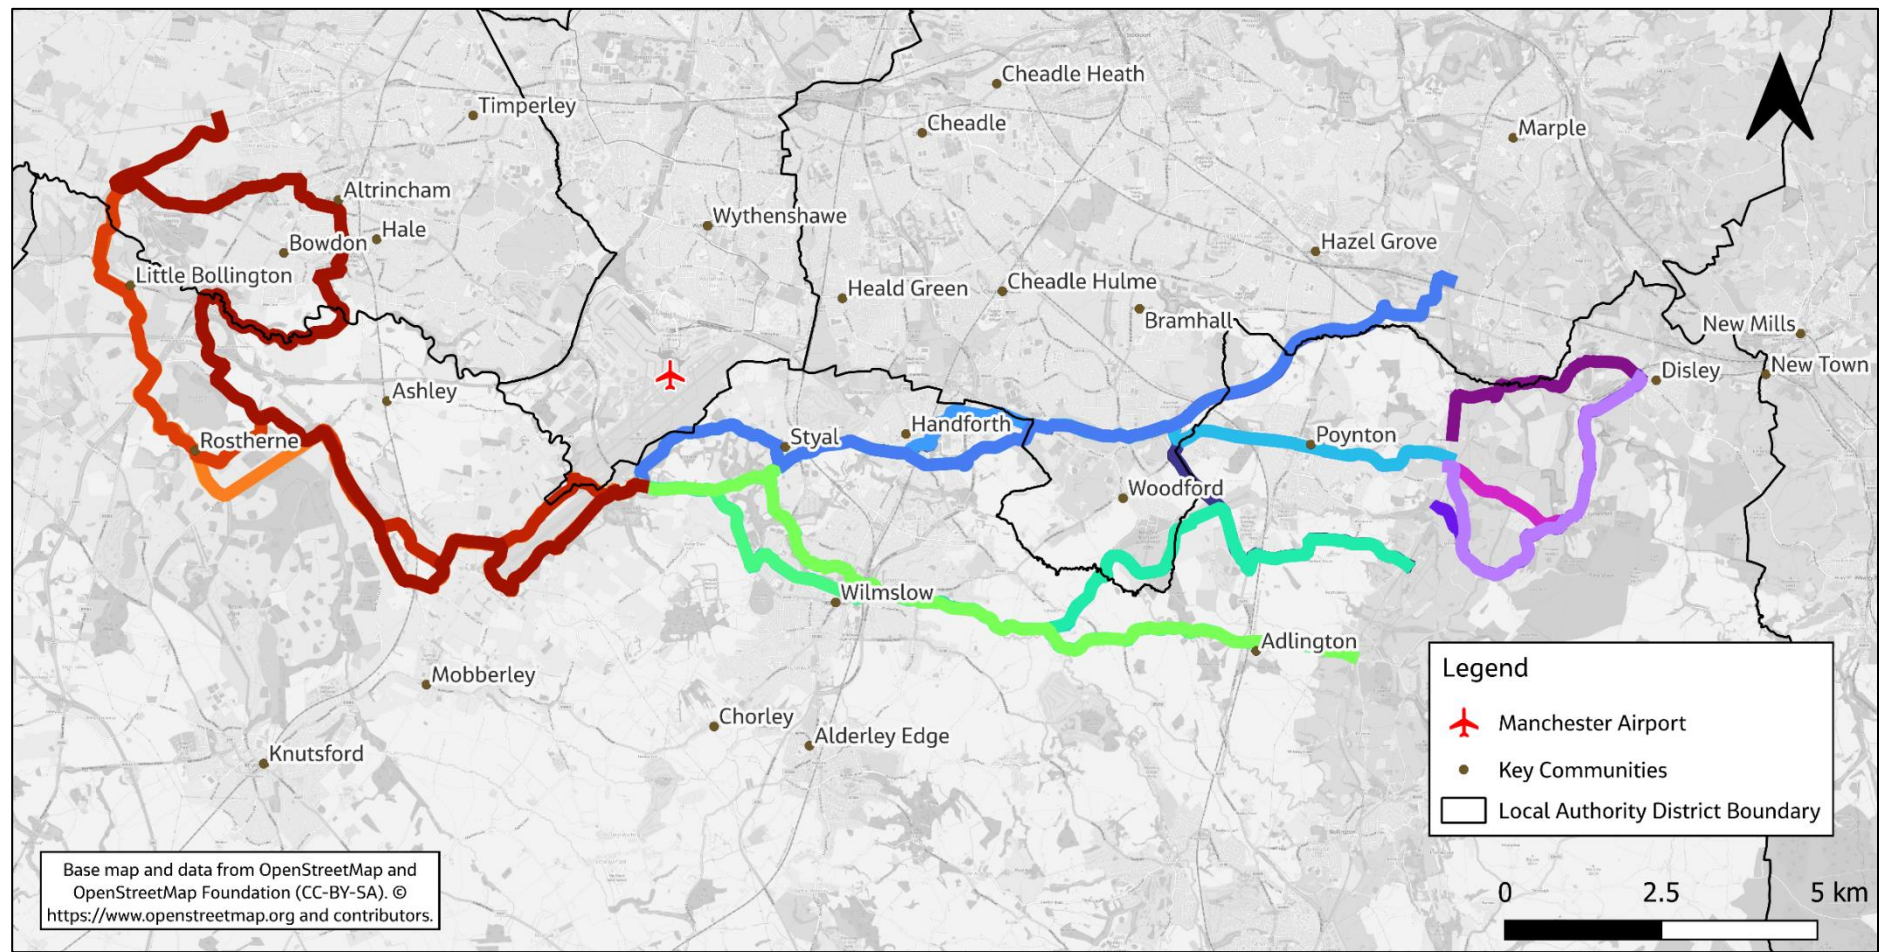 Cheadle Heath
Timperley
Cheadle
Marple
Altrincham
Wythenshawe
Hale
Bowdon
Hazel Grove
Little Bollington
Heald Green
Cheadle Hulme
Bramhall
New Mills
Disley
New Town
Ashley
Rostherne
Styal
Handforth
Poynton
Woodford
Wilmslow
Adlington
Mobberley
Chorley
Alderley Edge
Knutsford
Legend
Manchester Airport
Key Communities
Local Authority District Boundary
Base map and data from OpenStreetMap and
OpenStreetMap Foundation (CC-BY-SA). ©
https://www.openstreetmap.org and contributors.
0 2.5 5 km